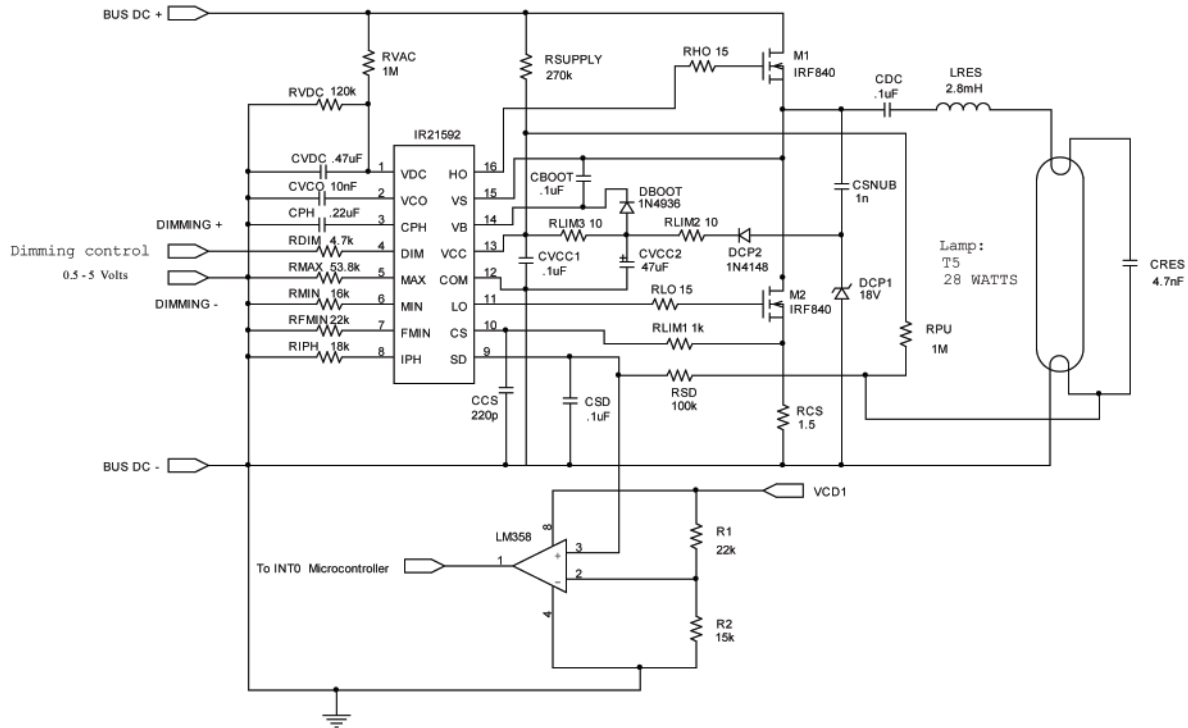 BUS DC +
RVAC
1M
RSUPPLY
270k
RHO 15
M1
IRF840
CDC
.1uF
LRES
2.8mH
RVDC 120k
IR21592
CVDC .47uF
1 VDC HO 16
CVCO 10nF
2 VCO VS 15
CPH .22uF
3 CPH VB 14
DIMMING +
Dimming control
RDIM 4.7k
4 DIM VCC 13
0.5 - 5 Volts
RMAX 53.8k
5 MAX COM 12
DIMMING -
RMIN 16k
6 MIN LO 11
RFMIN 22k
7 FMIN CS 10
RIPH 18k
8 IPH SD 9
CBOOT
.1uF
DBOOT
1N4936
CSNUB
1n
RLIM3 10
RLIM2 10
DCP2
1N4148
CVCC1
.1uF
+
CVCC2
47uF
DCP1
18V
Lamp:
T5
28 WATTS
CRES
4.7nF
RLO 15
M2
IRF840
RLIM1 1k
RPU
1M
CCS
220p
CSD
.1uF
RSD
100k
RCS
1.5
BUS DC -
VCD1
LM358
8
R1
22k
To INT0 Microcontroller
1
+ 3
- 2
4
R2
15k